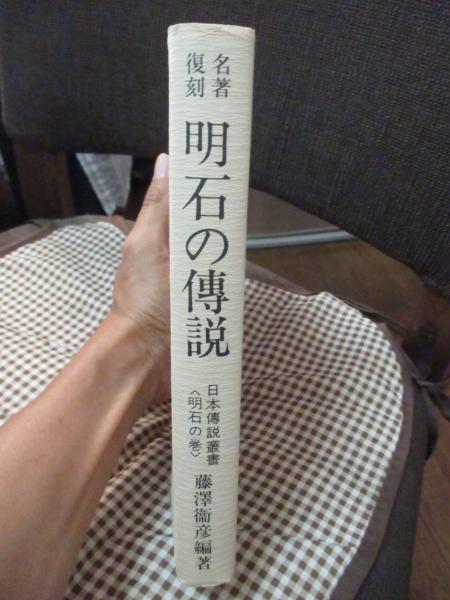 名著
復刻
明石の傳説
日本傳説叢書
〈明石の巻〉
藤澤衞彦編著